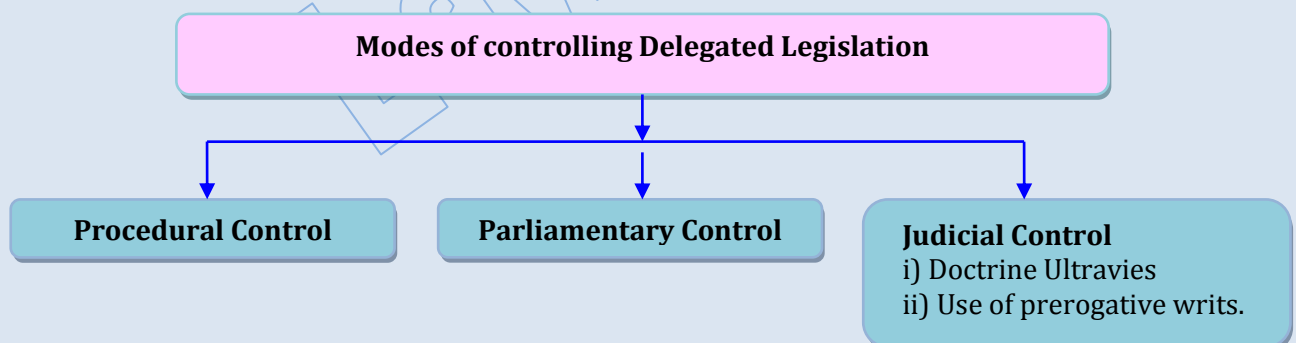 Modes of controlling Delegated Legislation
Procedural Control
Parliamentary Control
Judicial Control
i) Doctrine Ultravies
ii) Use of prerogative writs.